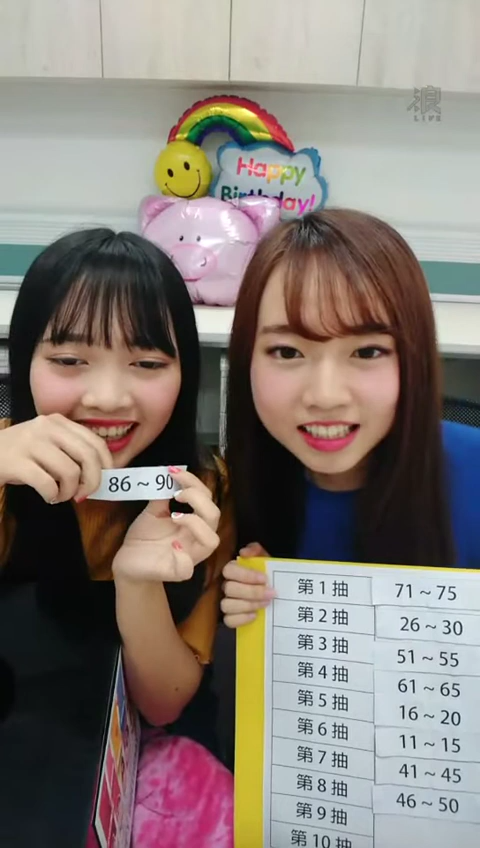 浪
LIVE
Happy
Birthday!
86 ~ 90
第 1 抽 71 ~ 75
第 2 抽 26 ~ 30
第 3 抽 51 ~ 55
第 4 抽 61 ~ 65
第 5 抽 16 ~ 20
第 6 抽 11 ~ 15
第 7 抽 41 ~ 45
第 8 抽 46 ~ 50
第 9 抽
第 10 抽